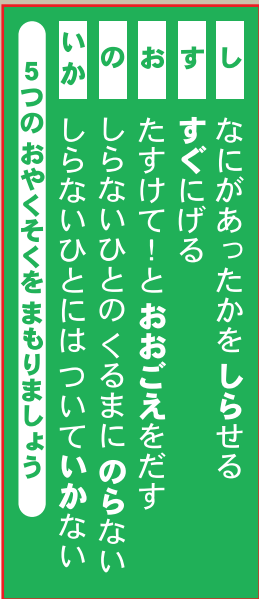 5つの おやくそくを まもりましょう
いか しらないひとには ついていかない
の しらないひとの くるまに のらない
お たすけて！と おおごえをだす
す すぐにげる
し なにがあったかを しらせる